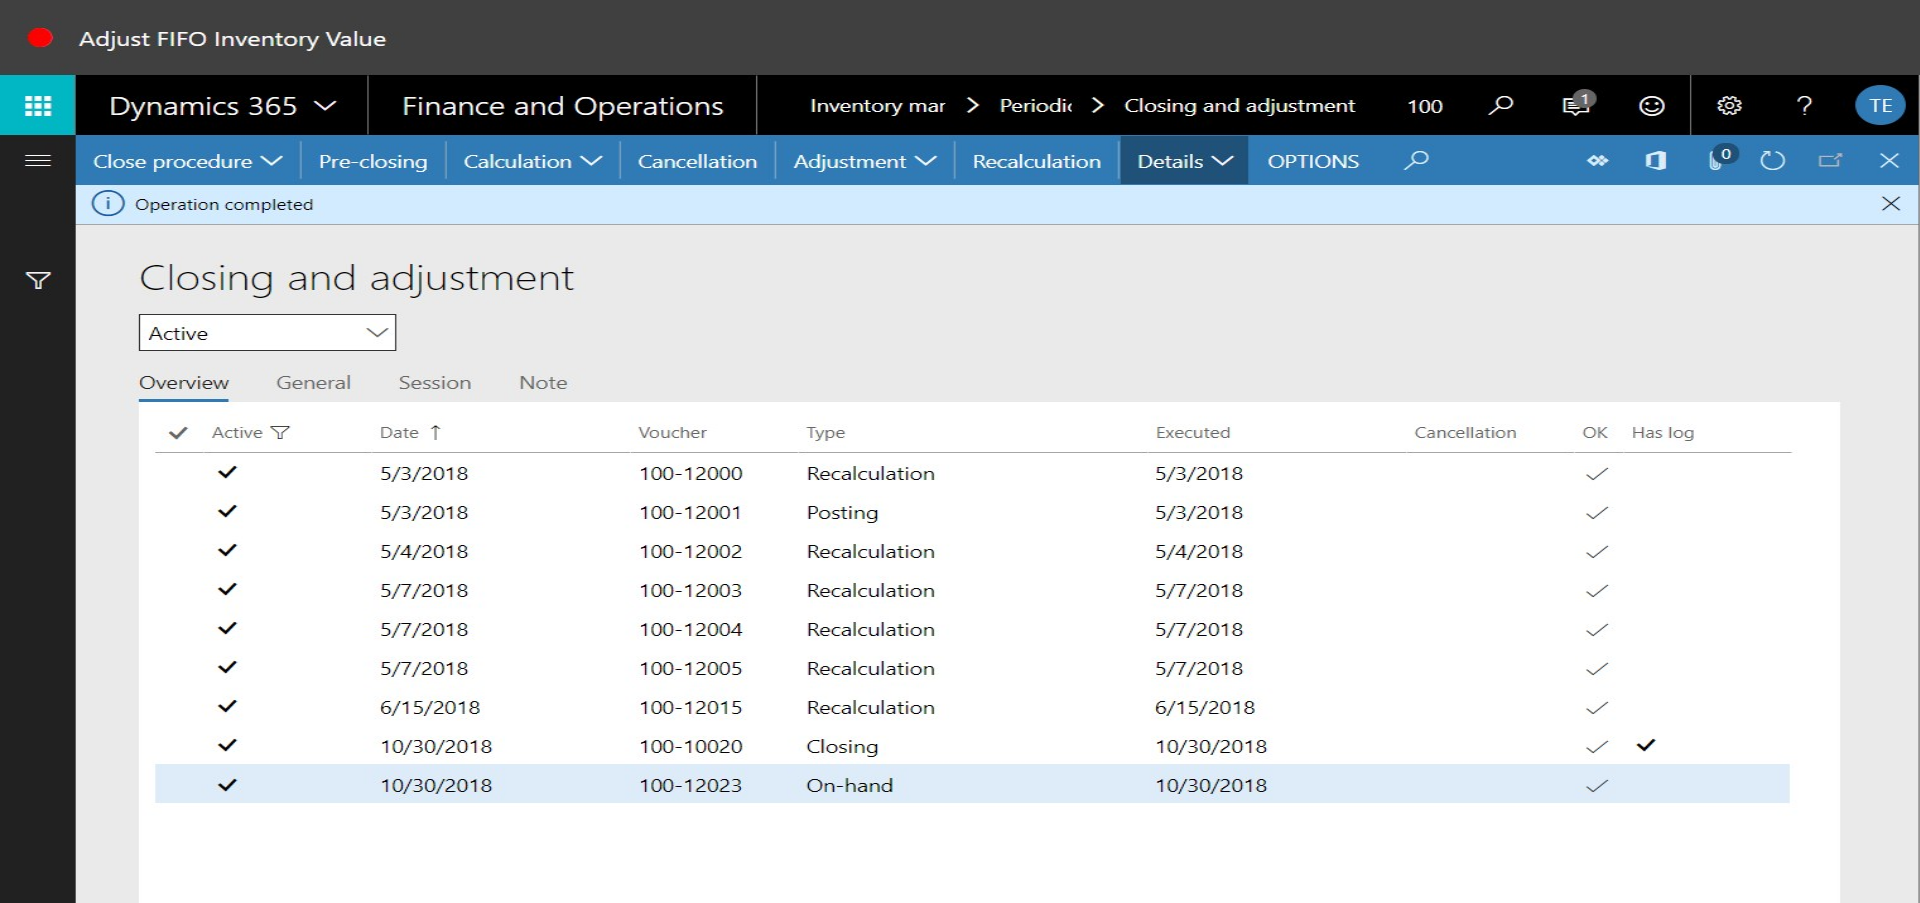 Adjust FIFO Inventory Value
Dynamics 365 Finance and Operations Inventory mar > Periodic > Closing and adjustment 100 1 ? TE
Close procedure Pre-closing Calculation Cancellation Adjustment Recalculation Details OPTIONS 0
Operation completed
Closing and adjustment
Active
Overview General Session Note
Active Date ↑ Voucher Type Executed Cancellation OK Has log
5/3/2018 100-12000 Recalculation 5/3/2018
5/3/2018 100-12001 Posting 5/3/2018
5/4/2018 100-12002 Recalculation 5/4/2018
5/7/2018 100-12003 Recalculation 5/7/2018
5/7/2018 100-12004 Recalculation 5/7/2018
5/7/2018 100-12005 Recalculation 5/7/2018
6/15/2018 100-12015 Recalculation 6/15/2018
10/30/2018 100-10020 Closing 10/30/2018
10/30/2018 100-12023 On-hand 10/30/2018